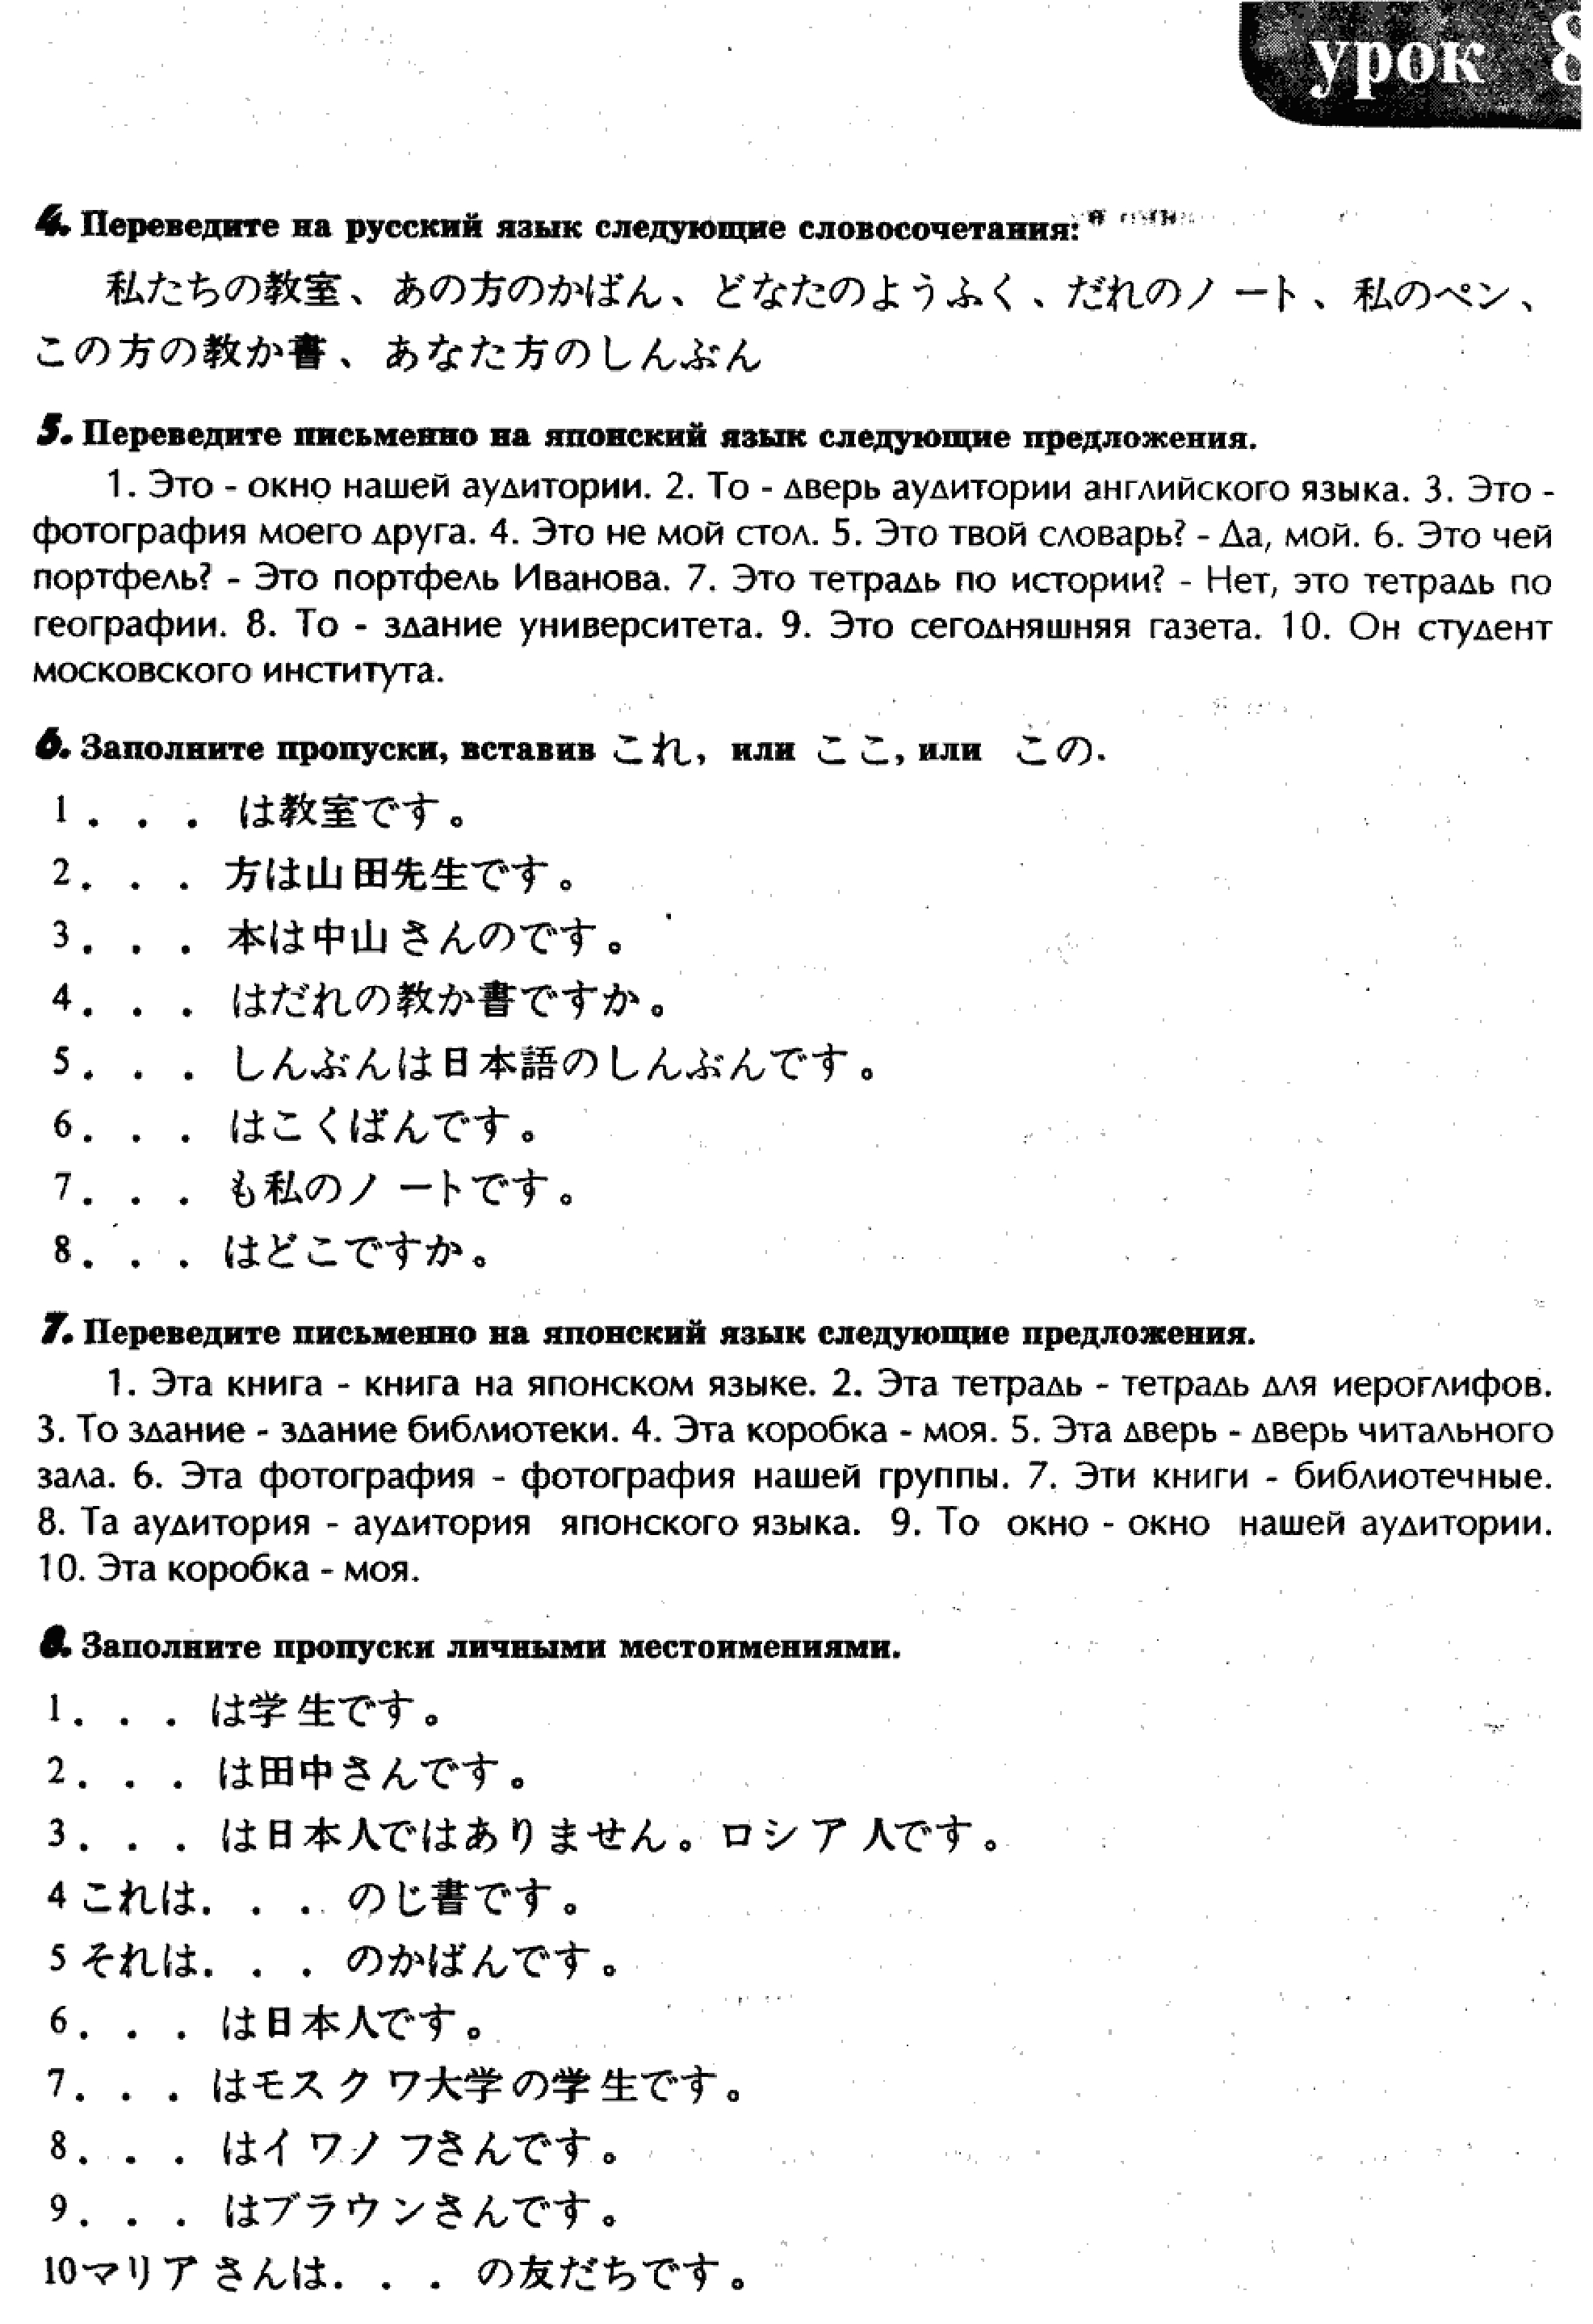 урок 8
4. Переведите на русский язык следующие словосочетания:
私たちの教室、あの方のかばん、どなたのようふく、だれのノート、私のペン、
この方の教か書、あなた方のしんぶん
5. Переведите письменно на японский язык следующие предложения.
1. Это - окно нашей аудитории. 2. То - дверь аудитории английского языка. 3. Это -
фотография моего друга. 4. Это не мой стол. 5. Это твой словарь? - Да, мой. 6. Это чей
портфель? - Это портфель Иванова. 7. Это тетрадь по истории? - Нет, это тетрадь по
географии. 8. То - здание университета. 9. Это сегодняшняя газета. 10. Он студент
московского института.
6. Заполните пропуски, вставив これ, или ここ, или この.
1. . . は教室です。
2. . . 方は山田先生です。
3. . . 本は中山さんのです。
4. . . はだれの教か書ですか。
5. . . しんぶんは日本語のしんぶんです。
6. . . はこくばんです。
7. . . も私のノートです。
8. . . はどこですか。
7. Переведите письменно на японский язык следующие предложения.
1. Эта книга - книга на японском языке. 2. Эта тетрадь - тетрадь для иероглифов.
3. То здание - здание библиотеки. 4. Эта коробка - моя. 5. Эта дверь - дверь читального
зала. 6. Эта фотография - фотография нашей группы. 7. Эти книги - библиотечные.
8. Та аудитория - аудитория японского языка. 9. То окно - окно нашей аудитории.
10. Эта коробка - моя.
8. Заполните пропуски личными местоимениями.
1. . . は学生です。
2. . . は田中さんです。
3. . . は日本人ではありません。ロシア人です。
4 これは. . . のじ書です。
5 それは. . . のかばんです。
6. . . は日本人です。
7. . . はモスクワ大学の学生です。
8. . . はイワノフさんです。
9. . . はブラウンさんです。
10マリアさんは. . . の友だちです。